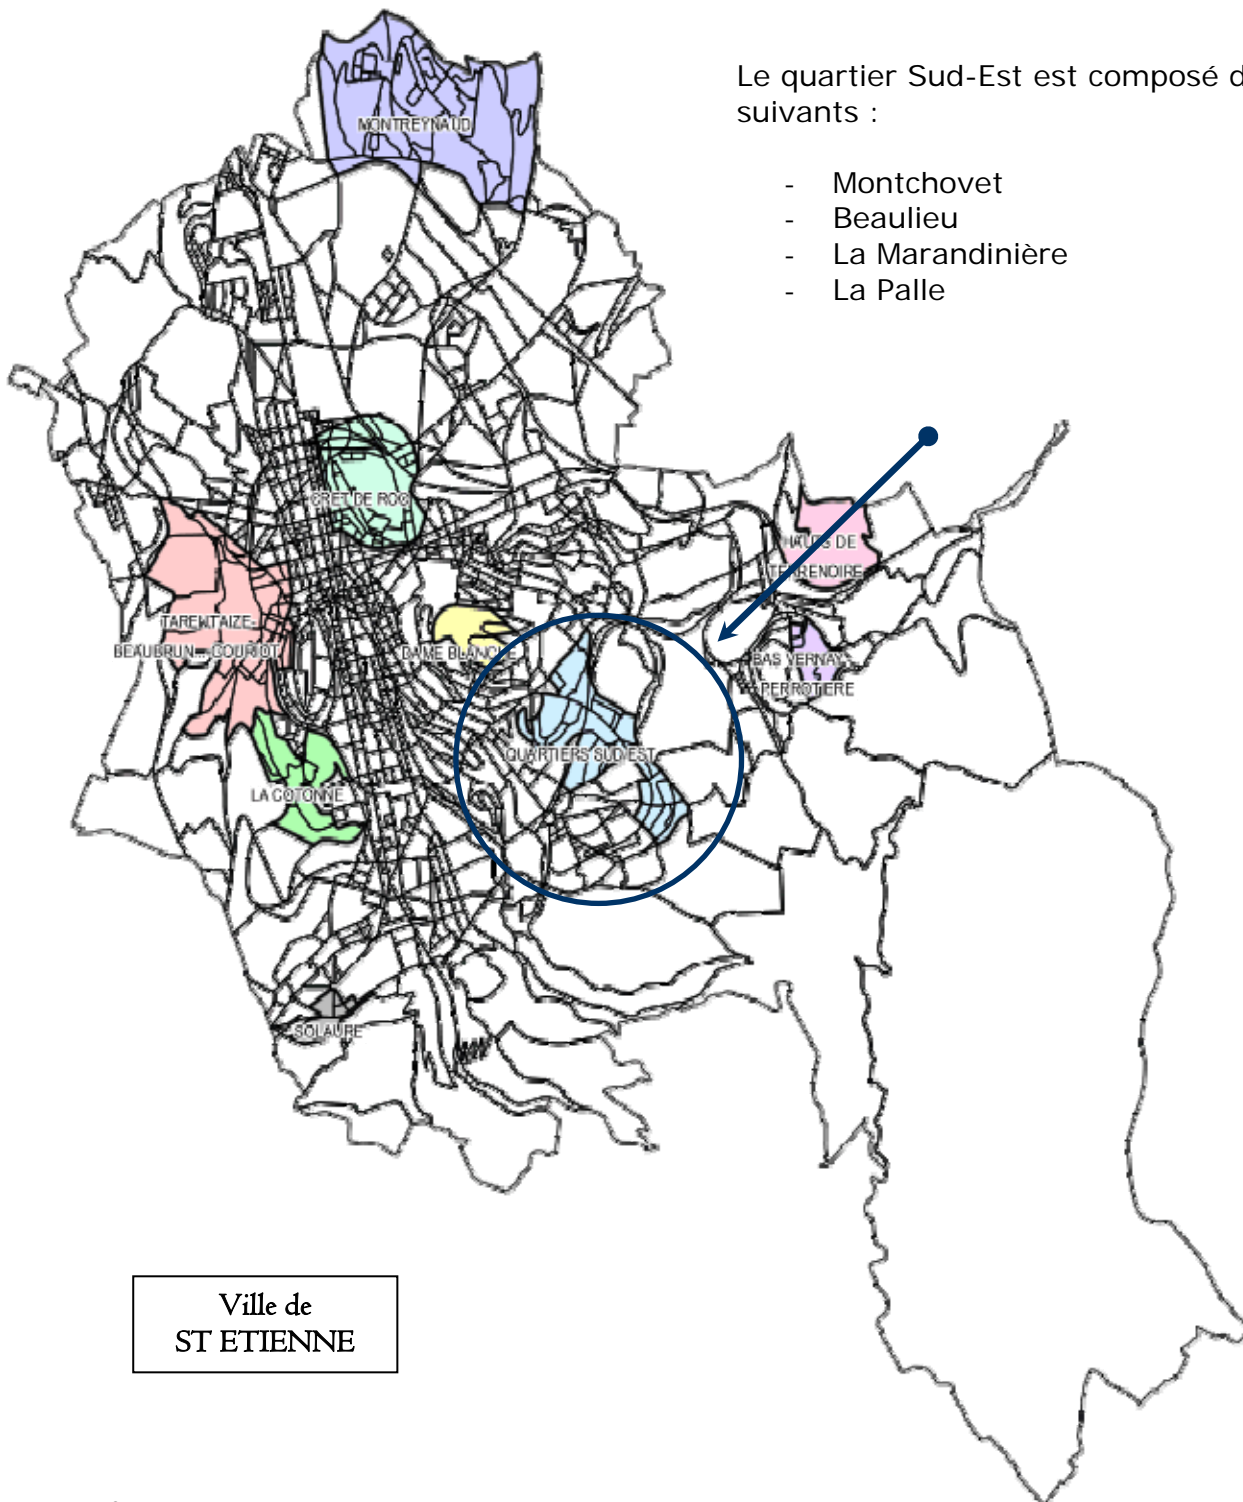 Le quartier Sud-Est est composé d
suivants :
- Montchovet
- Beaulieu
- La Marandinière
- La Palle
MONTREYNAUD
CRET DE ROC
HAUTS DE
TERRENOIRE
TARENTAIZE-
BEAUBRUN...COURIOT
DAME BLANCHE
BAS VERNAY-
PERROTIERE
QUARTIERS SUD EST
LA COTONNE
SOLAURE
Ville de
ST ETIENNE